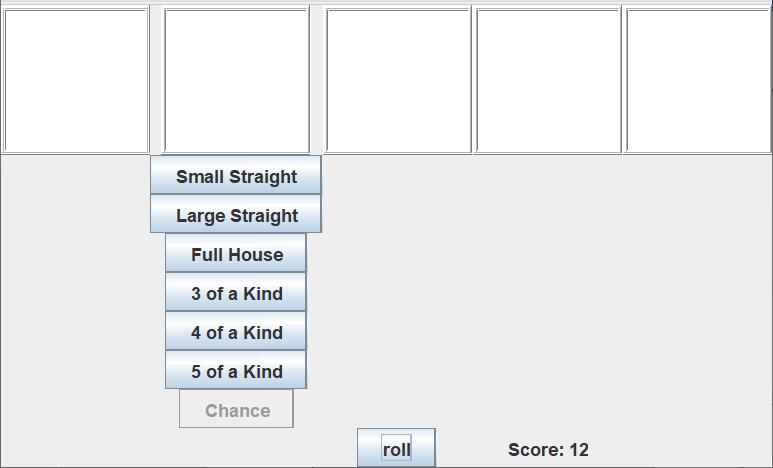 Small Straight
Large Straight
Full House
3 of a Kind
4 of a Kind
5 of a Kind
Chance
roll Score: 12